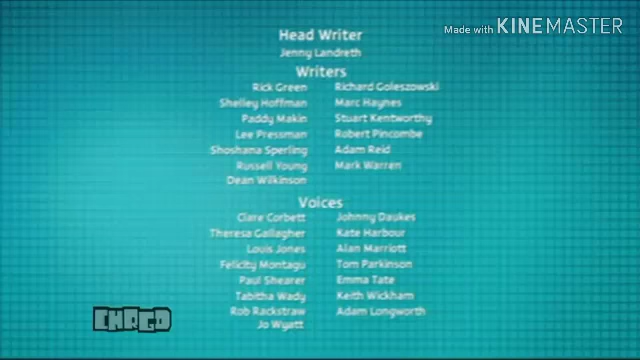 Made with KINEMASTER
Head Writer
Jenny Landreth
Writers
Rick Green Richard Goleszowski
Shelley Hoffman Marc Haynes
Paddy Makin Stuart Kentworthy
Lee Pressman Robert Pincombe
Shoshana Sperling Adam Reid
Russell Young Mark Warren
Dean Wilkinson
Voices
Clare Corbett Johnny Daukes
Theresa Gallagher Kate Harbour
Louis Jones Alan Marriott
Felicity Montagu Tom Parkinson
Paul Shearer Emma Tate
Tabitha Wady Keith Wickham
Rob Rackstraw Adam Longworth
Jo Wyatt